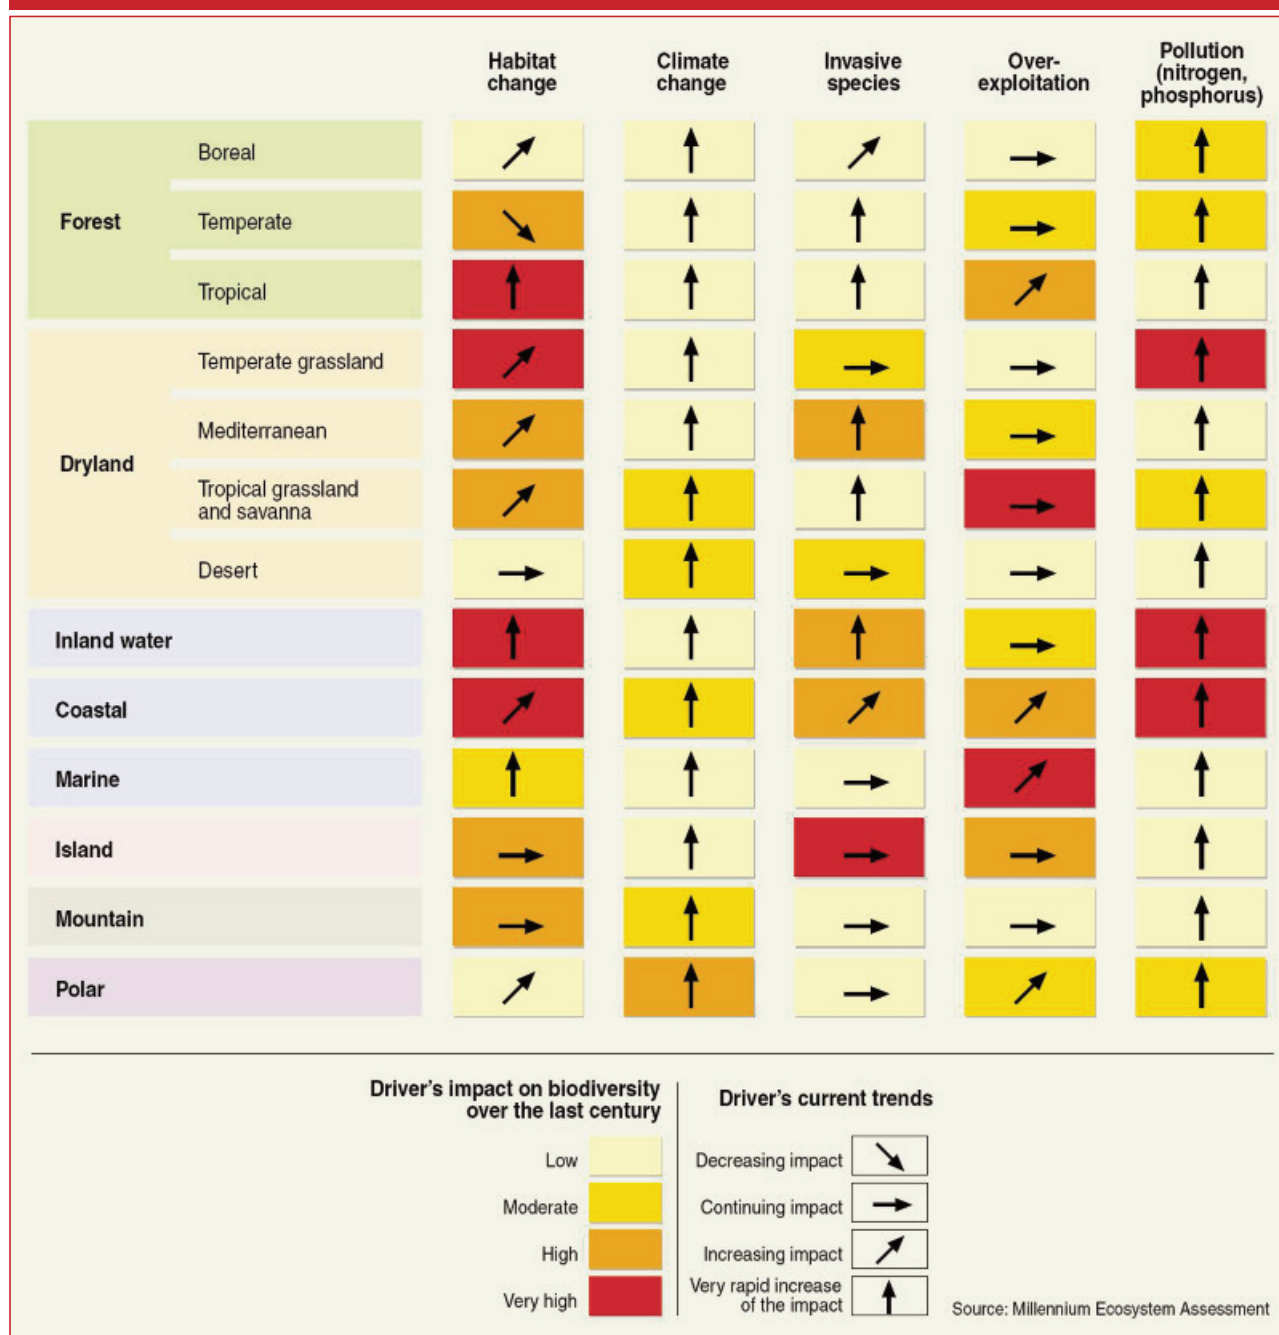 Habitat
change
Climate
change
Invasive
species
Over-
exploitation
Pollution
(nitrogen,
phosphorus)
Forest
Boreal
Temperate
Tropical
Dryland
Temperate grassland
Mediterranean
Tropical grassland
and savanna
Desert
Inland water
Coastal
Marine
Island
Mountain
Polar
Driver's impact on biodiversity
over the last century
Low
Moderate
High
Very high
Driver's current trends
Decreasing impact
Continuing impact
Increasing impact
Very rapid increase
of the impact
Source: Millennium Ecosystem Assessment